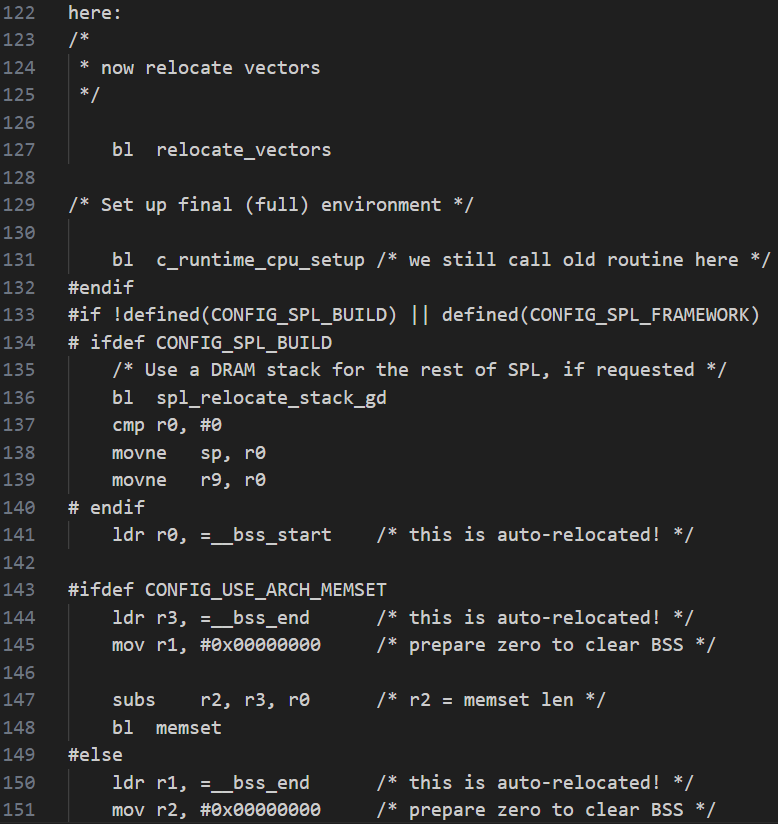 122 here:
123 /*
124  * now relocate vectors
125  */
126
127     bl  relocate_vectors
128
129 /* Set up final (full) environment */
130
131     bl  c_runtime_cpu_setup /* we still call old routine here */
132 #endif
133 #if !defined(CONFIG_SPL_BUILD) || defined(CONFIG_SPL_FRAMEWORK)
134 # ifdef CONFIG_SPL_BUILD
135     /* Use a DRAM stack for the rest of SPL, if requested */
136     bl  spl_relocate_stack_gd
137     cmp r0, #0
138     movne   sp, r0
139     movne   r9, r0
140 # endif
141     ldr r0, =__bss_start    /* this is auto-relocated! */
142
143 #ifdef CONFIG_USE_ARCH_MEMSET
144     ldr r3, =__bss_end      /* this is auto-relocated! */
145     mov r1, #0x00000000     /* prepare zero to clear BSS */
146
147     subs    r2, r3, r0      /* r2 = memset len */
148     bl  memset
149 #else
150     ldr r1, =__bss_end      /* this is auto-relocated! */
151     mov r2, #0x00000000     /* prepare zero to clear BSS */